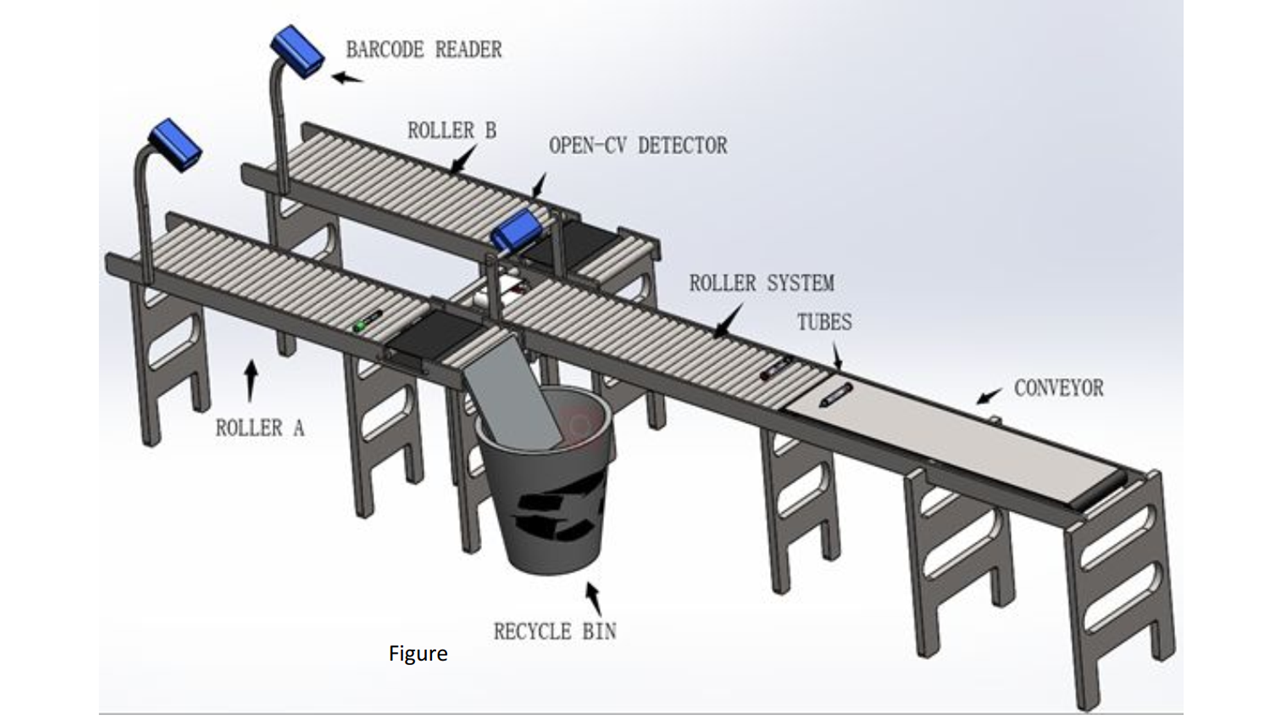 BARCODE READER
ROLLER B
OPEN-CV DETECTOR
ROLLER SYSTEM
TUBES
CONVEYOR
ROLLER A
RECYCLE BIN
Figure